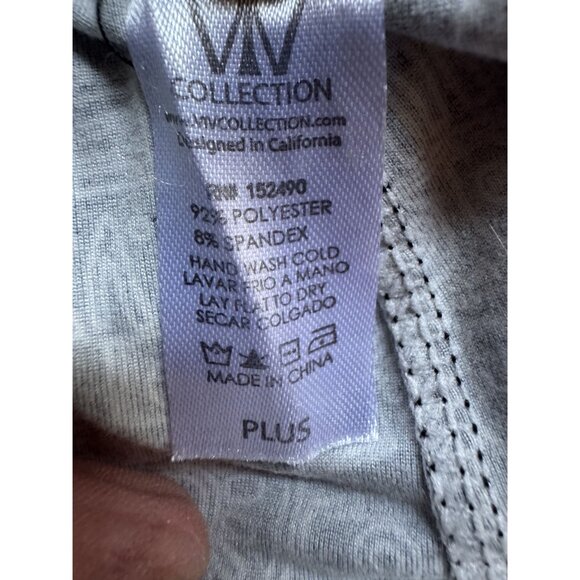 VIV
COLLECTION
www.VIVCOLLECTION.com
Designed in California
RN# 152490
92% POLYESTER
8% SPANDEX
HAND WASH COLD
LAVAR FRIO A MANO
LAY FLAT TO DRY
SECAR COLGADO
MADE IN CHINA
PLUS